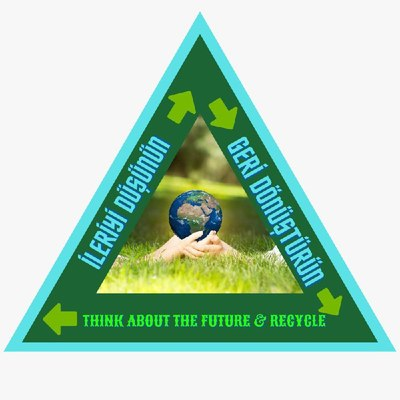 İLERİYİ DÜŞÜNÜN
GERİ DÖNÜŞTÜRÜN
THINK ABOUT THE FUTURE & RECYCLE